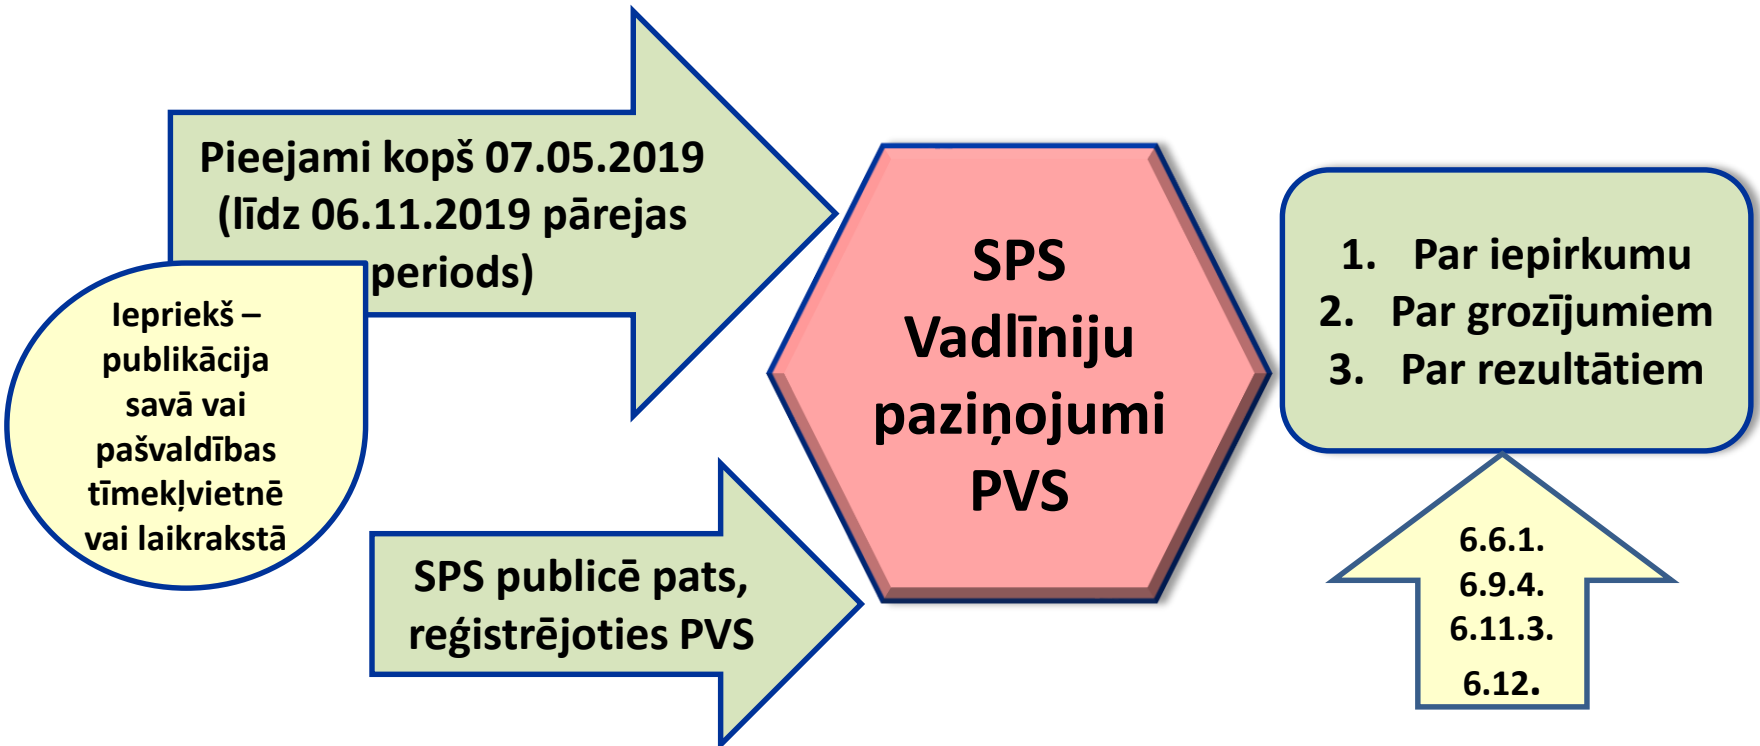 Pieejami kopš 07.05.2019
(līdz 06.11.2019 pārejas
periods)
Iepriekš –
publikācija
savā vai
pašvaldības
tīmekļvietnē
vai laikrakstā
SPS publicē pats,
reģistrējoties PVS
SPS
Vadlīniju
paziņojumi
PVS
1. Par iepirkumu
2. Par grozījumiem
3. Par rezultātiem
6.6.1.
6.9.4.
6.11.3.
6.12.